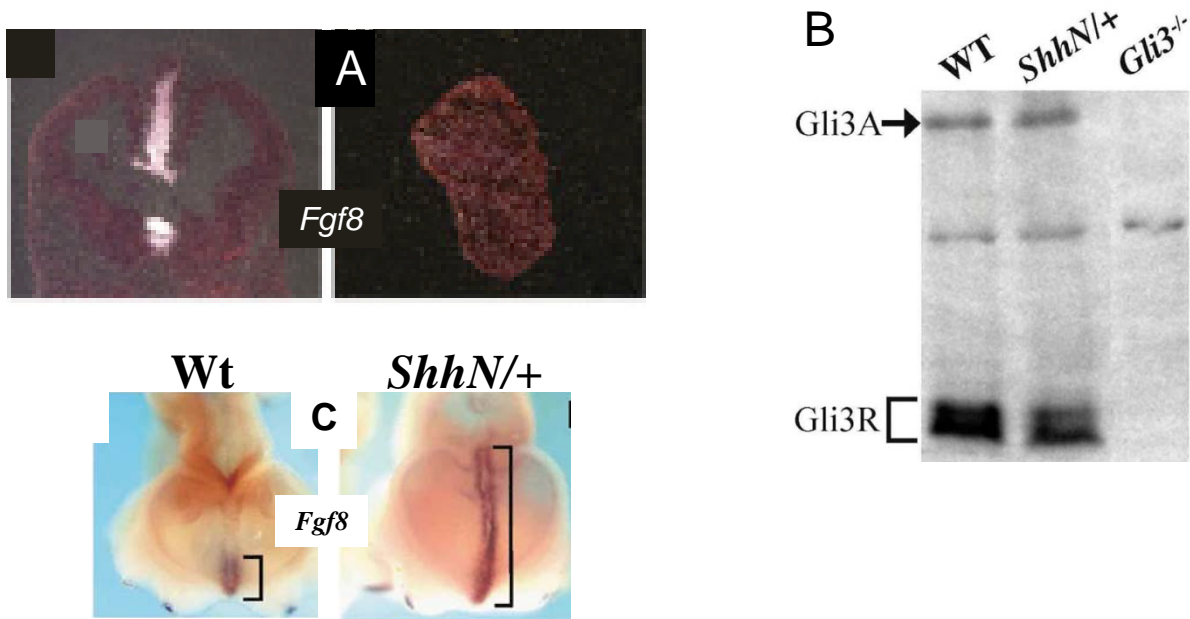 A
Fgf8
B
WT ShhN/+ Gli3-/-
Gli3A
Gli3R
Wt ShhN/+
C
Fgf8